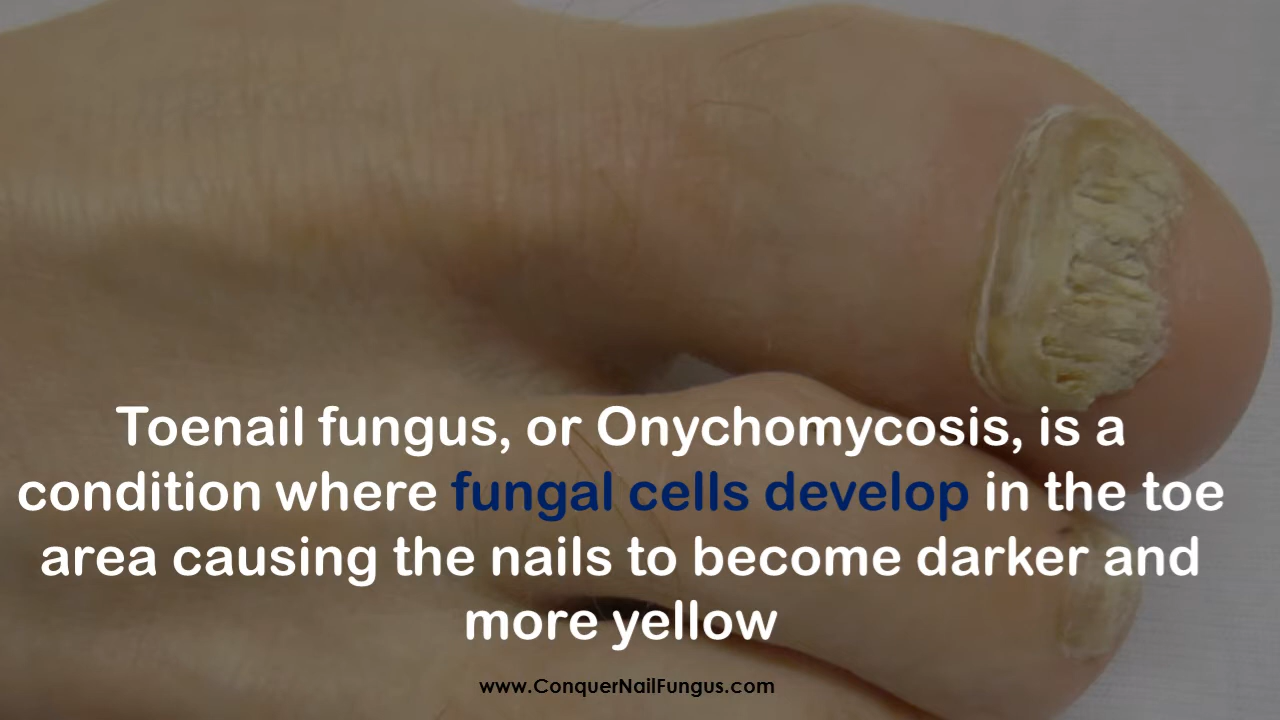 Toenail fungus, or Onychomycosis, is a
condition where fungal cells develop in the toe
area causing the nails to become darker and
more yellow
www.ConquerNailFungus.com